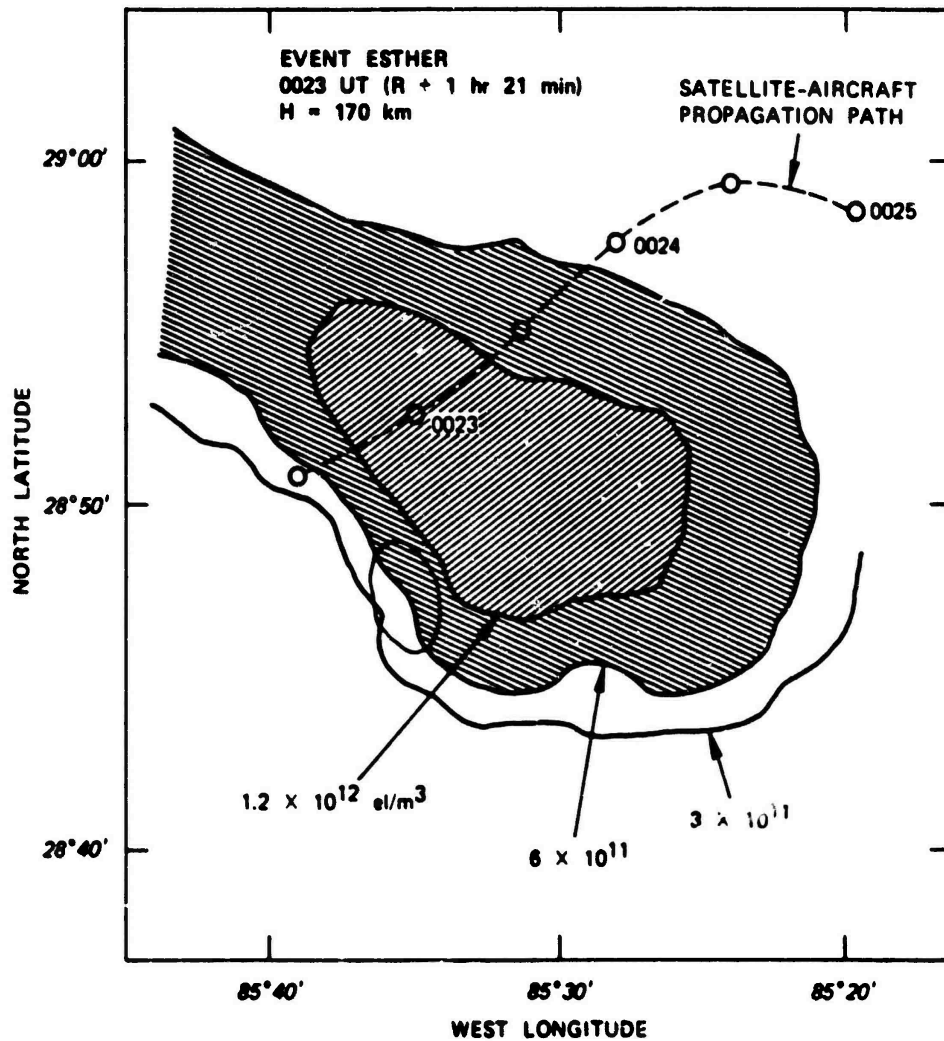 EVENT ESTHER
0023 UT (R + 1 hr 21 min)
H = 170 km
SATELLITE-AIRCRAFT
PROPAGATION PATH
29°00'
0025
0024
0023
NORTH LATITUDE
28°50'
1.2 × 10¹² el/m³
3 × 10¹¹
6 × 10¹¹
28°40'
85°40'
85°30'
85°20'
WEST LONGITUDE